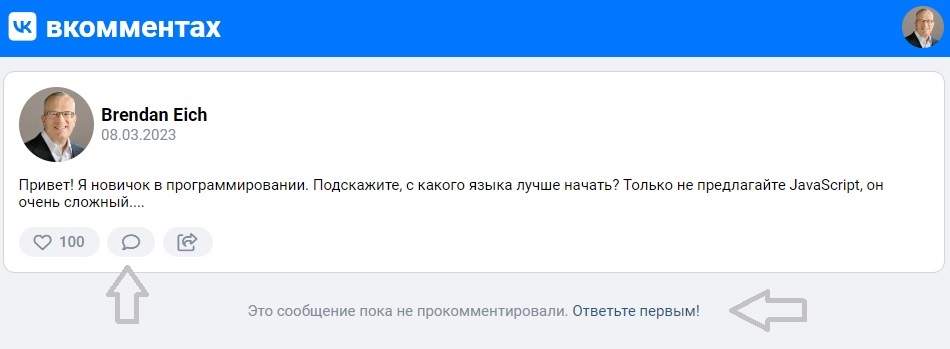 VK вкомментах
Brendan Eich
08.03.2023
Привет! Я новичок в программировании. Подскажите, с какого языка лучше начать? Только не предлагайте JavaScript, он
очень сложный....
100
Это сообщение пока не прокомментировали. Ответьте первым!